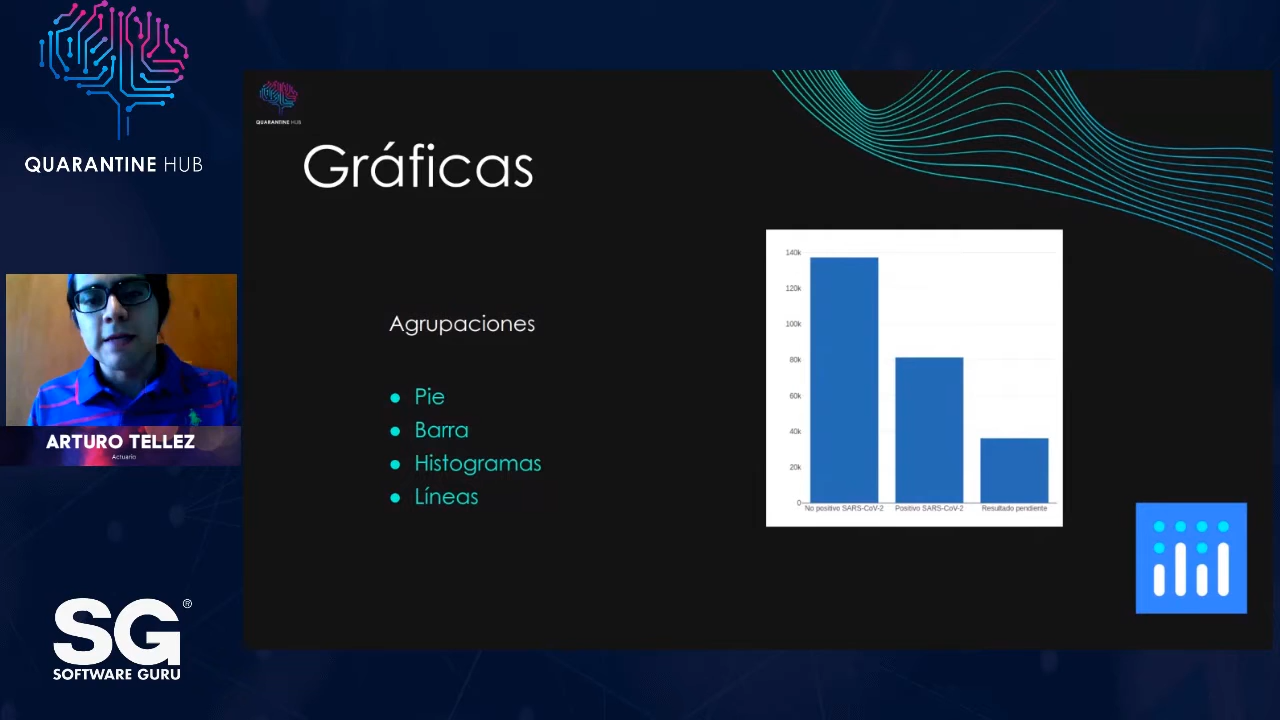 QUARANTINE HUB
QUARANTINE HUB
Gráficas
Agrupaciones
● Pie
● Barra
● Histogramas
● Líneas
140k
120k
100k
80k
60k
40k
20k
0
No positivo SARS-CoV-2 Positivo SARS-CoV-2 Resultado pendiente
ARTURO TELLEZ
Actuario
SG®
SOFTWARE GURU